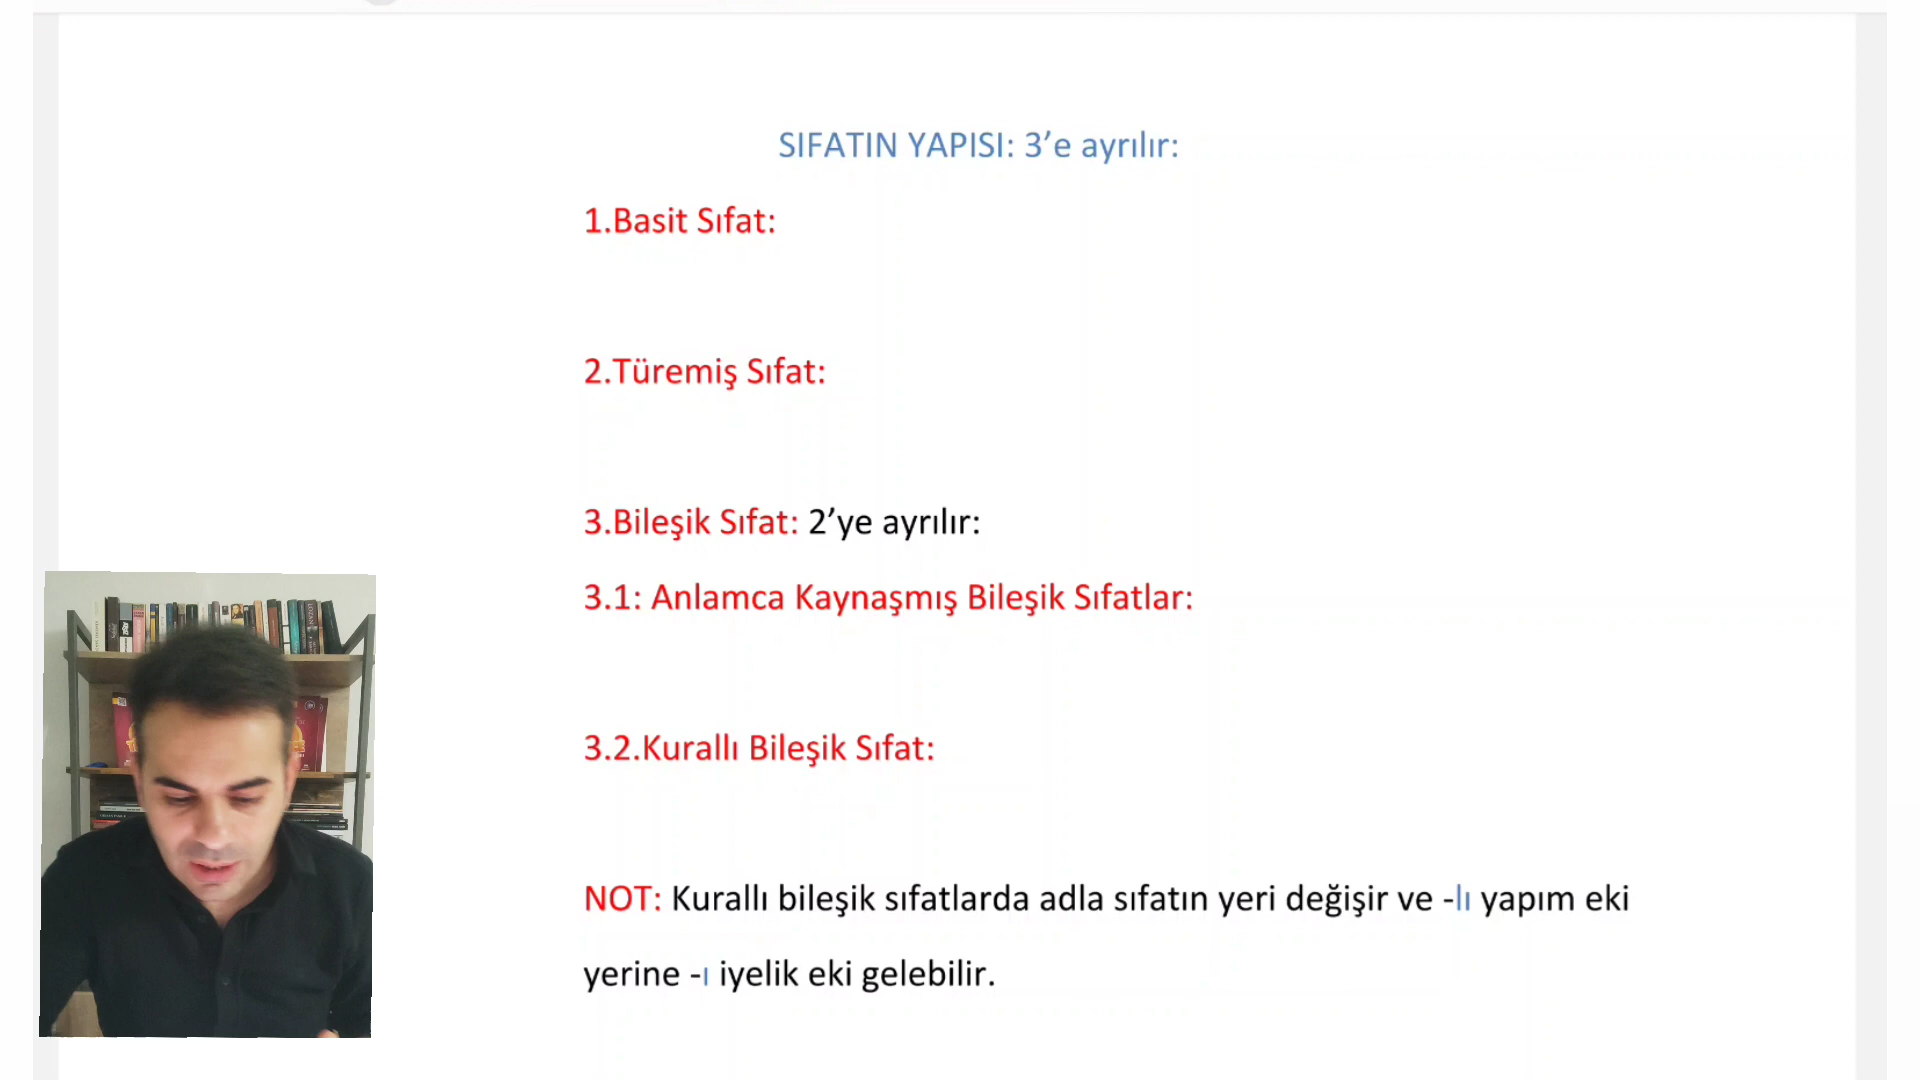 SIFATIN YAPISI: 3’e ayrılır:
1.Basit Sıfat:
2.Türemiş Sıfat:
3.Bileşik Sıfat: 2’ye ayrılır:
3.1: Anlamca Kaynaşmış Bileşik Sıfatlar:
3.2.Kurallı Bileşik Sıfat:
NOT: Kurallı bileşik sıfatlarda adla sıfatın yeri değişir ve -lı yapım eki
yerine -ı iyelik eki gelebilir.